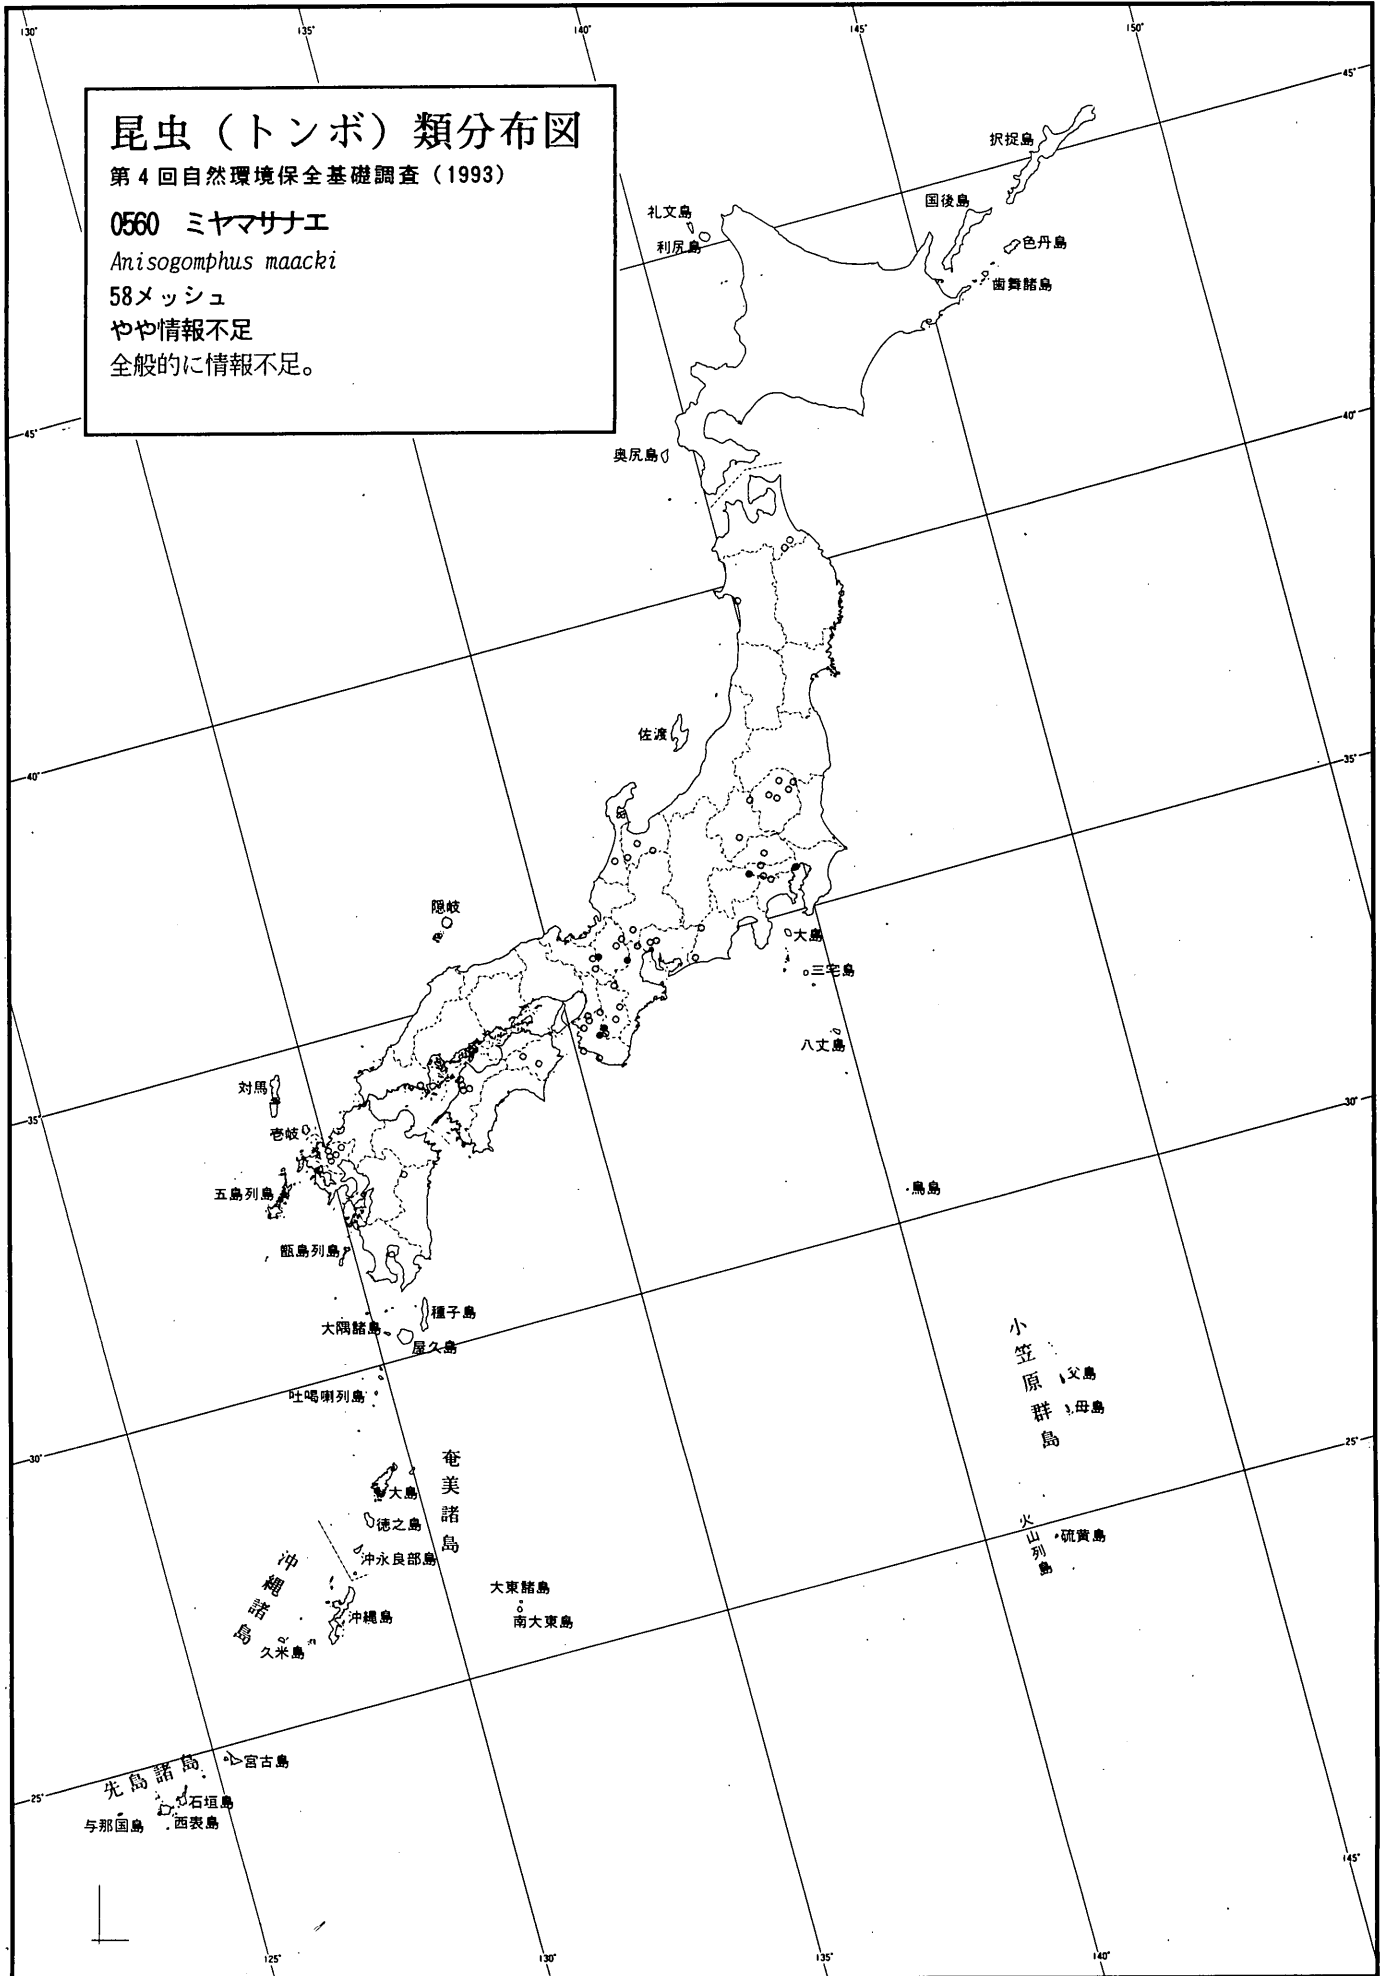 130°
135°
140°
145°
150°
昆虫（トンボ）類分布図
第4回自然環境保全基礎調査（1993）
0560 ミヤマサナエ
Anisogomphus maacki
58メッシュ
やや情報不足
全般的に情報不足。
45°
択捉島
国後島
礼文島
利尻島
色丹島
歯舞諸島
40°
45°
奥尻島
佐渡
35°
40°
隠岐
大島
三宅島
八丈島
対馬
30°
35°
壱岐
五島列島
鳥島
甑島列島
種子島
大隅諸島
屋久島
吐噶喇列島
小笠原群島
父島
母島
25°
30°
奄美諸島
大島
徳之島
沖永良部島
火山列島
硫黄島
沖縄諸島
沖縄島
久米島
大東諸島
南大東島
宮古島
先島諸島
石垣島
西表島
与那国島
25°
145°
125°
130°
135°
140°